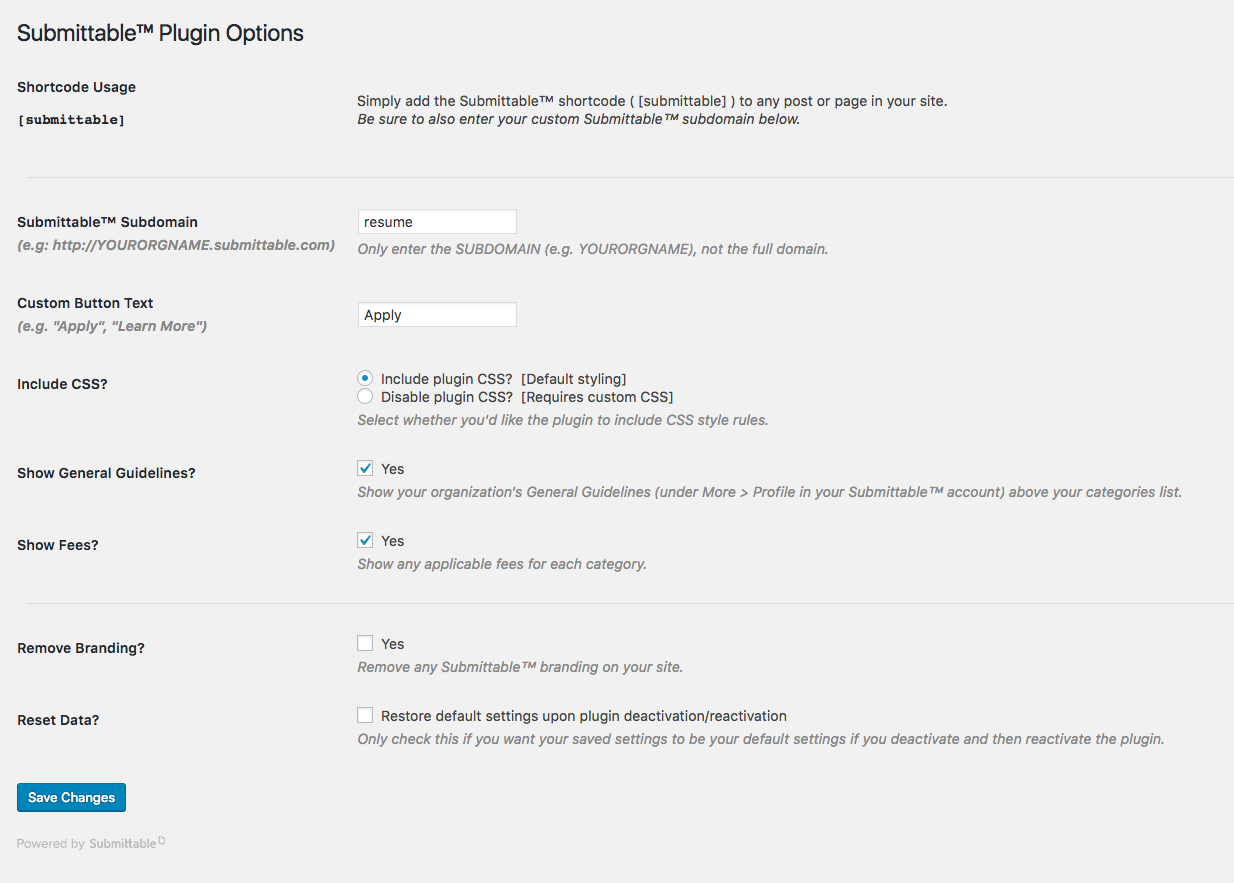 Submittable™ Plugin Options
Shortcode Usage
[submittable]
Simply add the Submittable™ shortcode ( [submittable] ) to any post or page in your site.
Be sure to also enter your custom Submittable™ subdomain below.
Submittable™ Subdomain
(e.g: http://YOURORGNAME.submittable.com)
resume
Only enter the SUBDOMAIN (e.g. YOURORGNAME), not the full domain.
Custom Button Text
(e.g. "Apply", "Learn More")
Apply
Include CSS?
Include plugin CSS? [Default styling]
Disable plugin CSS? [Requires custom CSS]
Select whether you'd like the plugin to include CSS style rules.
Show General Guidelines?
Yes
Show your organization's General Guidelines (under More > Profile in your Submittable™ account) above your categories list.
Show Fees?
Yes
Show any applicable fees for each category.
Remove Branding?
Yes
Remove any Submittable™ branding on your site.
Reset Data?
Restore default settings upon plugin deactivation/reactivation
Only check this if you want your saved settings to be your default settings if you deactivate and then reactivate the plugin.
Save Changes
Powered by Submittable